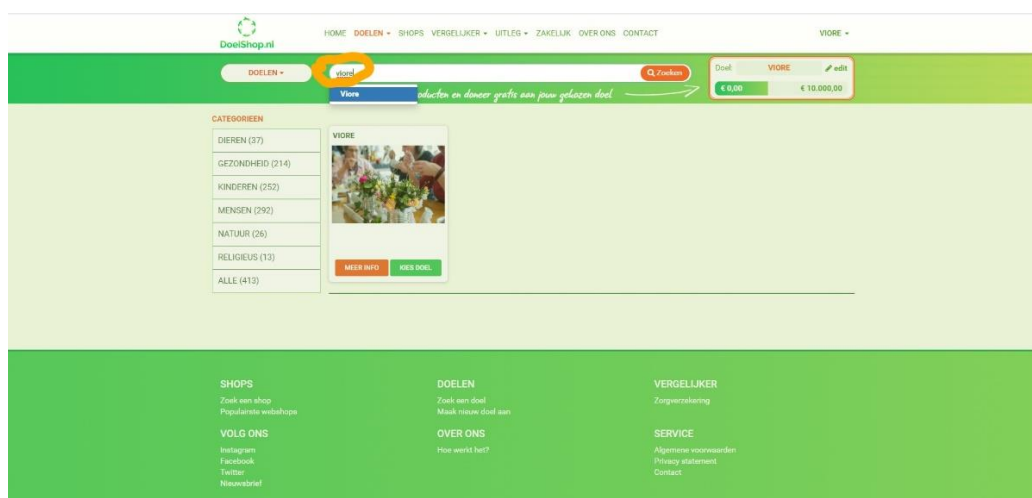 HOME DOELEN SHOPS VERGELIJKER UITLEG ZAKELIJK OVER ONS CONTACT VIORE
DoelShop.nl
DOELEN viore Zoeken Doel: VIORE edit
Viore
oducten en doneer gratis aan jouw gekozen doel
€ 0,00 € 10.000,00
CATEGORIEEN
DIEREN (37)
GEZONDHEID (214)
KINDEREN (252)
MENSEN (292)
NATUUR (26)
RELIGIEUS (13)
ALLE (413)
VIORE
MEER INFO KIES DOEL
SHOPS
Zoek een shop
Populairste webshops
VOLG ONS
Instagram
Facebook
Twitter
Nieuwsbrief
DOELEN
Zoek een doel
Maak nieuw doel aan
OVER ONS
Hoe werkt het?
VERGELIJKER
Zorgverzekering
SERVICE
Algemene voorwaarden
Privacy statement
Contact